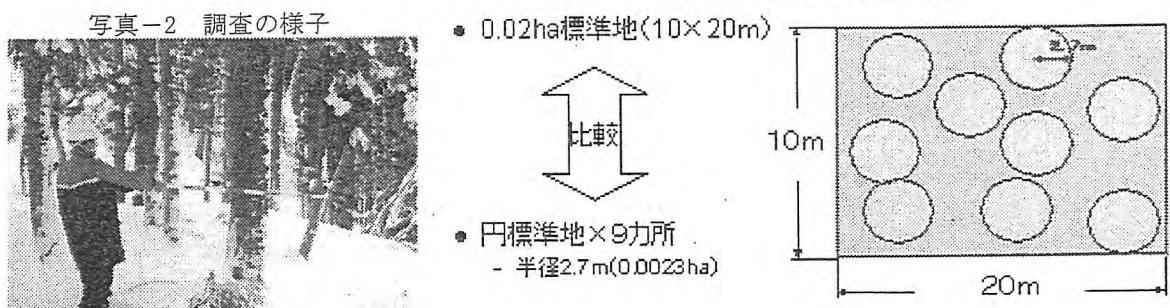 写真－2　調査の様子
• 0.02ha標準地(10×20m)
比較
• 円標準地×9カ所
- 半径2.7m(0.0023ha)
10m
20m